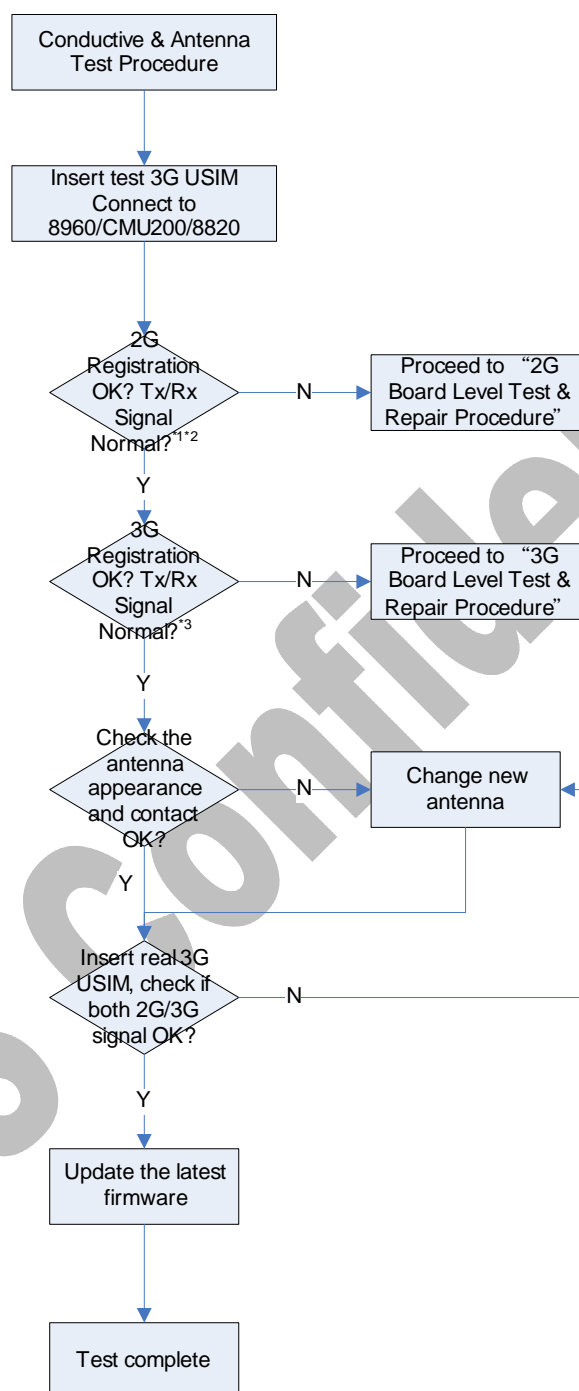 Conductive & Antenna
Test Procedure
Insert test 3G USIM
Connect to
8960/CMU200/8820
2G
Registration
OK? Tx/Rx
Signal
Normal?*1*2
N
Proceed to “2G
Board Level Test &
Repair Procedure”
Y
3G
Registration
OK? Tx/Rx
Signal
Normal?*3
N
Proceed to “3G
Board Level Test &
Repair Procedure”
Y
Check the
antenna
appearance
and contact
OK?
N
Change new
antenna
Y
Insert real 3G
USIM, check if
both 2G/3G
signal OK?
N
Y
Update the latest
firmware
Test complete